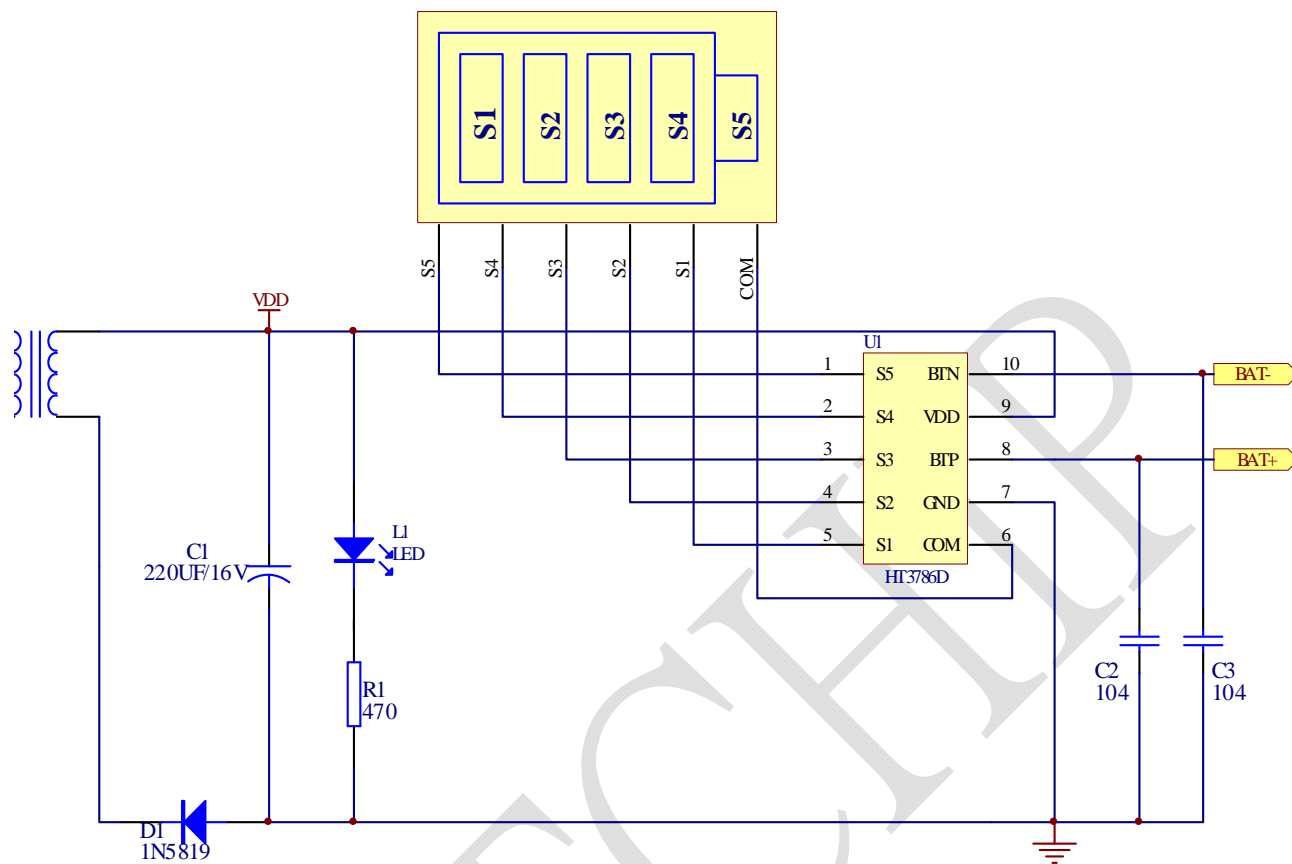 S1 S2 S3 S4 S5
S5 S4 S3 S2 S1 COM
VDD
U1
1 S5 BTN 10 BAT-
2 S4 VDD 9
3 S3 BTP 8 BAT+
4 S2 GND 7
5 S1 COM 6
HT3786D
C1
220UF/16V
L1
LED
R1
470
C2
104
C3
104
D1
1N5819
TCHIP